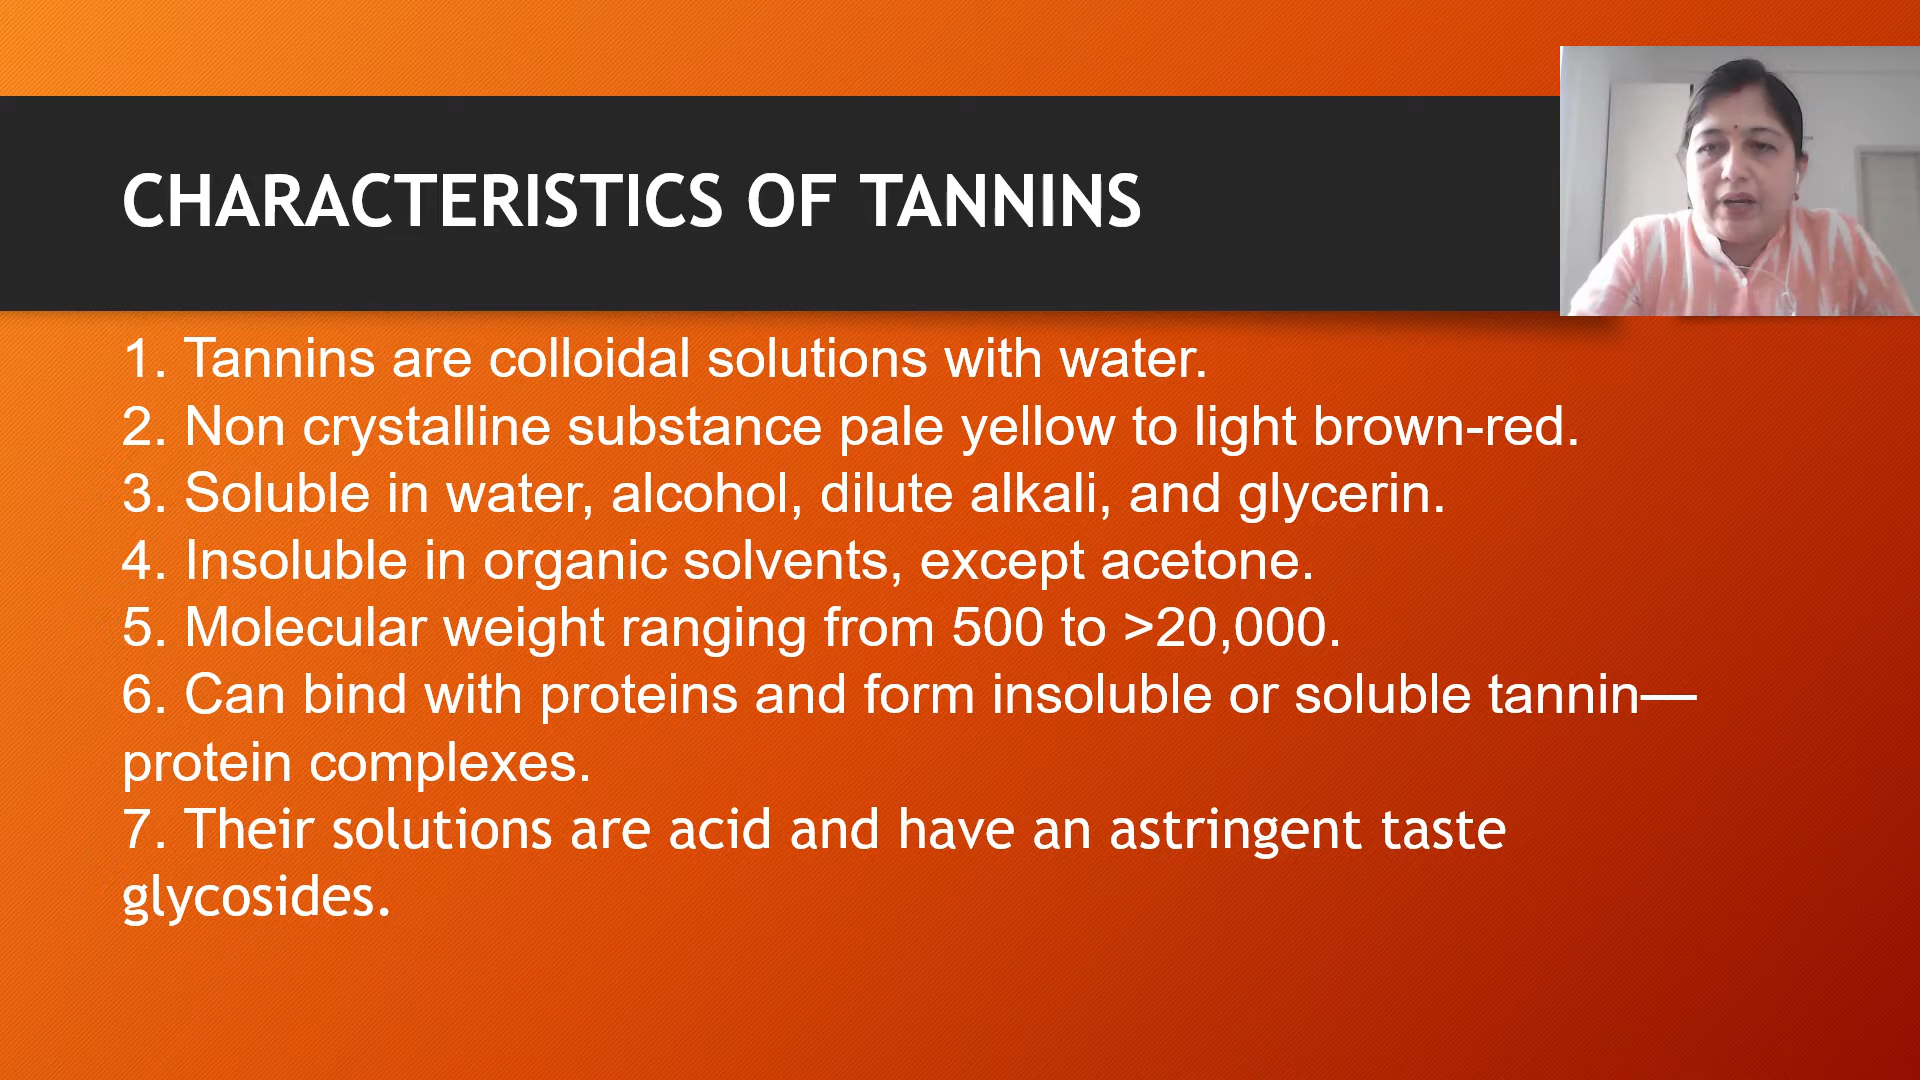 CHARACTERISTICS OF TANNINS
1. Tannins are colloidal solutions with water.
2. Non crystalline substance pale yellow to light brown-red.
3. Soluble in water, alcohol, dilute alkali, and glycerin.
4. Insoluble in organic solvents, except acetone.
5. Molecular weight ranging from 500 to >20,000.
6. Can bind with proteins and form insoluble or soluble tannin—
protein complexes.
7. Their solutions are acid and have an astringent taste
glycosides.